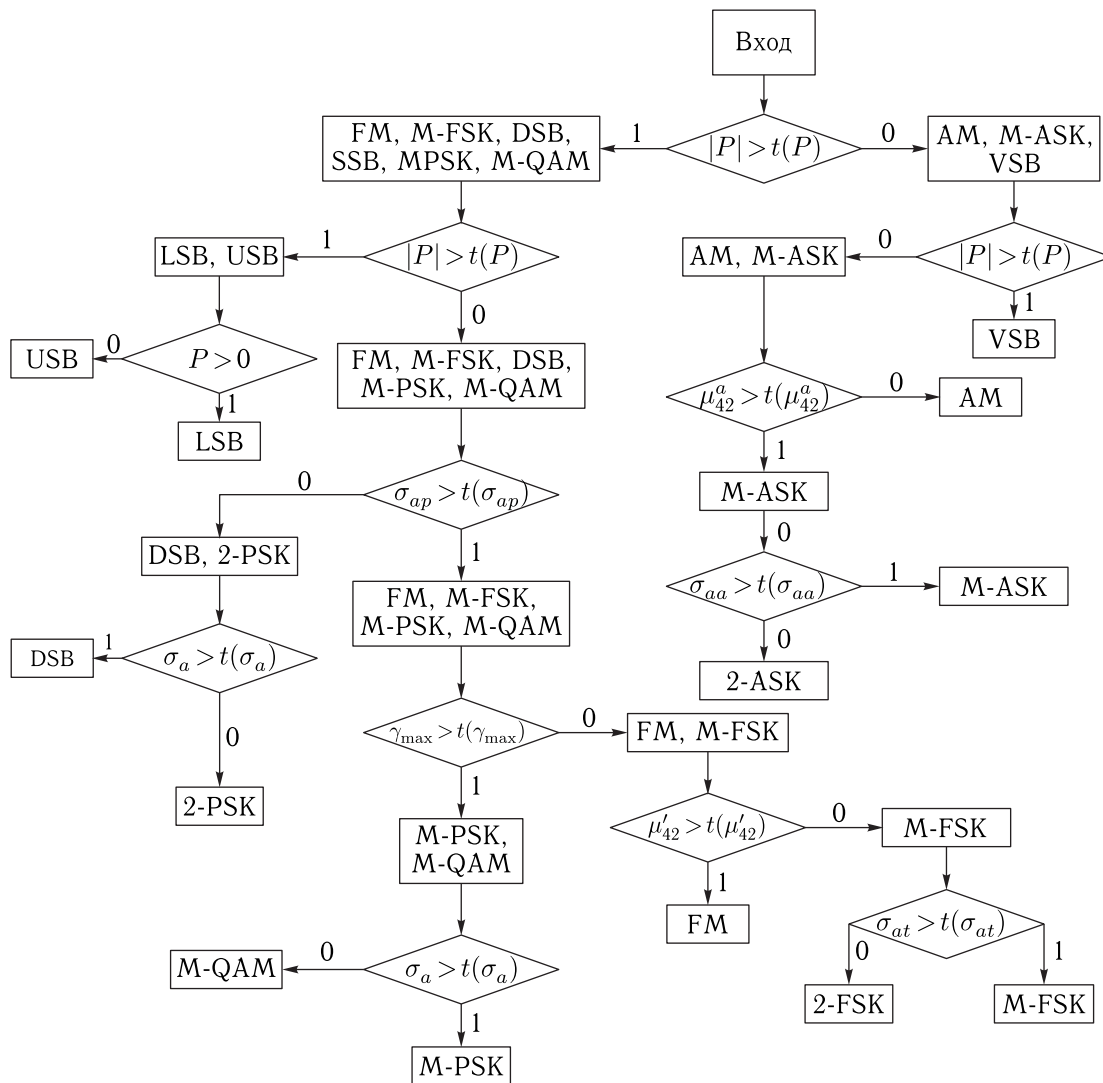 Вход
FM, M-FSK, DSB,
SSB, MPSK, M-QAM
1
|P| > t(P)
0
AM, M-ASK,
VSB
LSB, USB
1
|P| > t(P)
AM, M-ASK
0
|P| > t(P)
0
1
VSB
USB
0
P > 0
1
LSB
FM, M-FSK, DSB,
M-PSK, M-QAM
μᵃ₄₂ > t(μᵃ₄₂)
0
AM
1
M-ASK
0
σ_ap > t(σ_ap)
1
0
DSB, 2-PSK
σ_aa > t(σ_aa)
1
M-ASK
0
2-ASK
FM, M-FSK,
M-PSK, M-QAM
DSB
1
σ_a > t(σ_a)
0
2-PSK
γ_max > t(γ_max)
0
FM, M-FSK
1
M-PSK,
M-QAM
μ′₄₂ > t(μ′₄₂)
0
M-FSK
1
FM
σ_at > t(σ_at)
0
1
2-FSK
M-FSK
M-QAM
0
σ_a > t(σ_a)
1
M-PSK